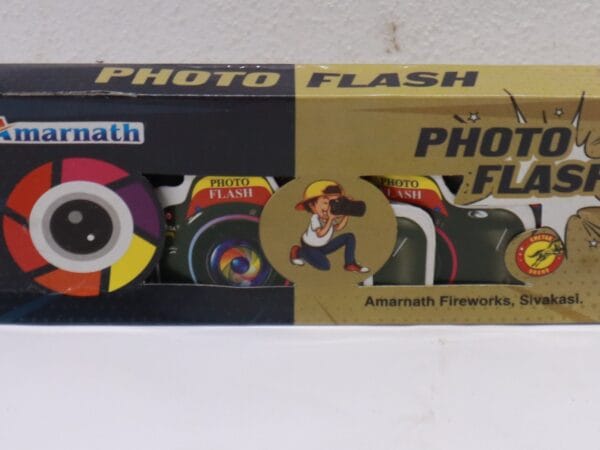 PHOTO FLASH
Amarnath
PHOTO
FLASH
PHOTO
FLASH
PHOTO
FLASH
Amarnath Fireworks, Sivakasi.